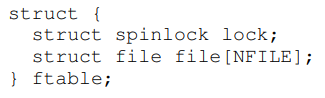 struct {
  struct spinlock lock;
  struct file file[NFILE];
} ftable;